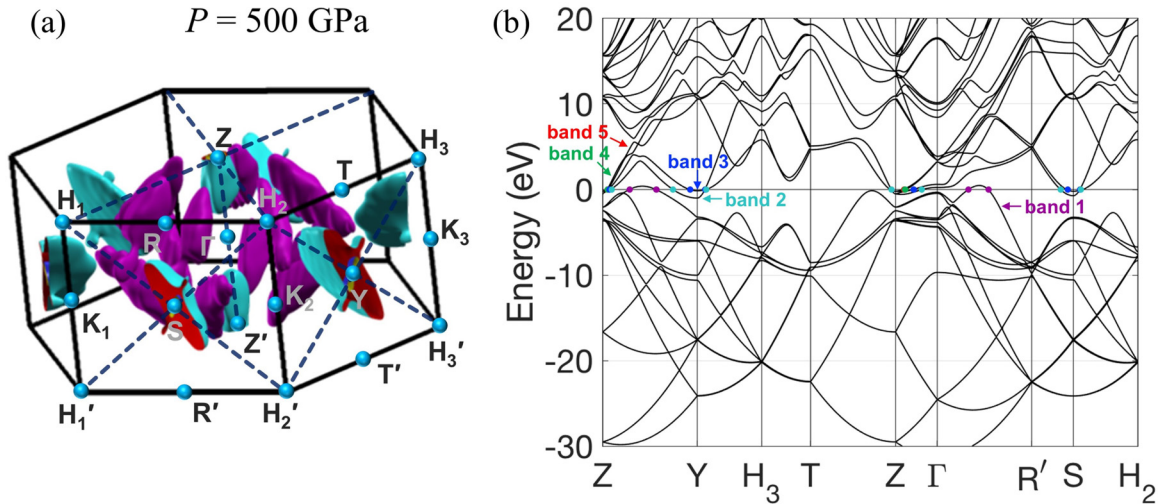 (a)
P = 500 GPa
Z
H₃
T
H₁
H₂
R
Γ
K₃
K₁
S
K₂
Y
Z′
H₃′
T′
H₁′
R′
H₂′
(b)
Energy (eV)
20
10
0
-10
-20
-30
band 5
band 4
band 3
band 2
band 1
Z Y H₃ T Z Γ R′ S H₂